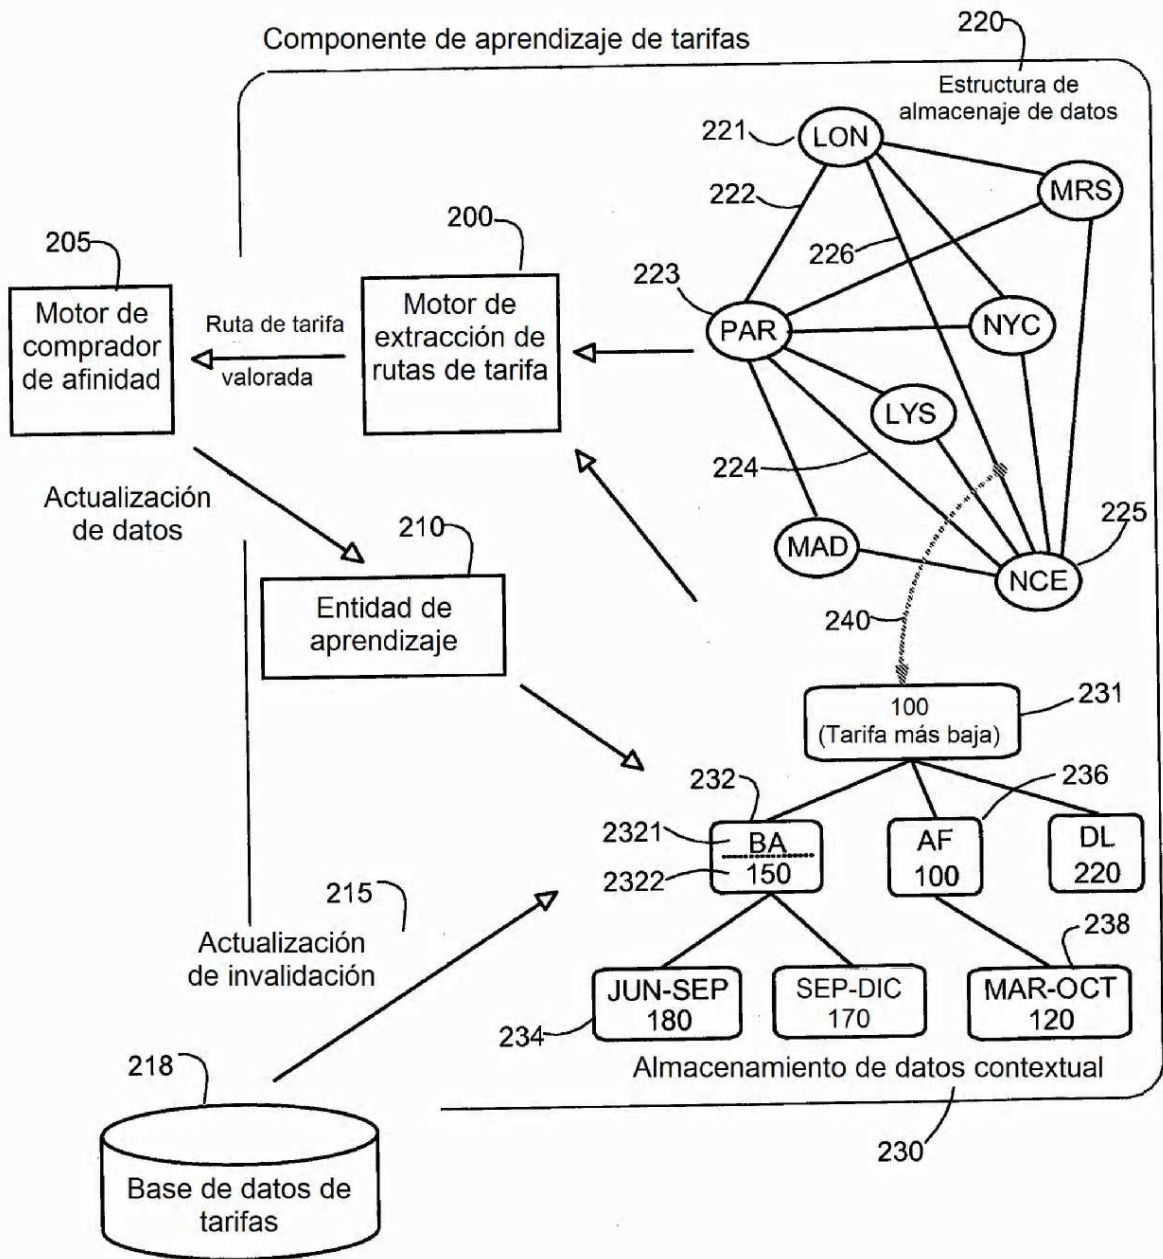 Componente de aprendizaje de tarifas
220
Estructura de
almacenaje de datos
221
LON
MRS
222
226
200
205
223
Motor de
comprador
de afinidad
Ruta de tarifa
valorada
Motor de
extracción de
rutas de tarifa
PAR
NYC
LYS
224
Actualización
de datos
225
210
MAD
NCE
Entidad de
aprendizaje
240
100
(Tarifa más baja)
231
232
236
2321
BA
AF
DL
2322
150
100
220
215
238
Actualización
de invalidación
JUN-SEP
180
SEP-DIC
170
MAR-OCT
120
234
Almacenamiento de datos contextual
218
230
Base de datos de
tarifas